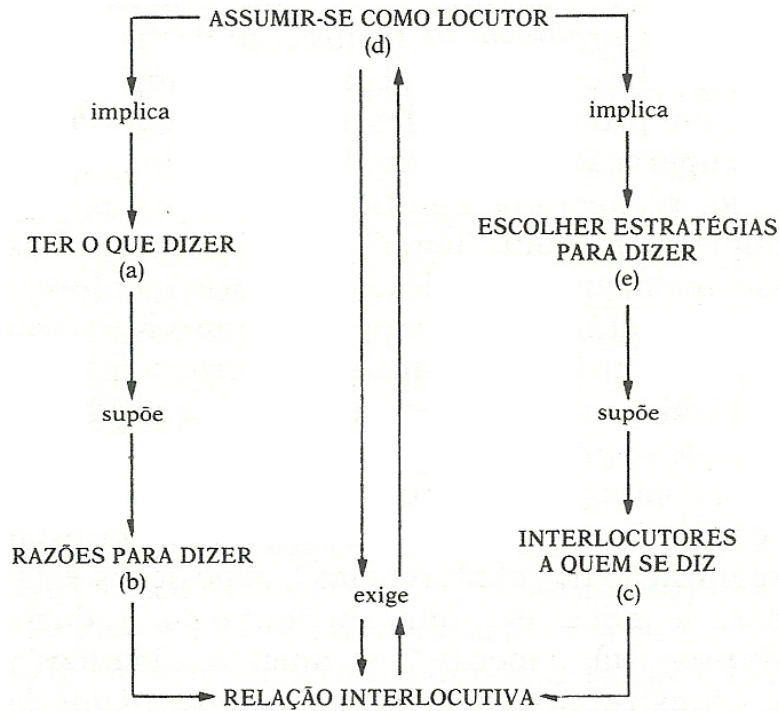 ASSUMIR-SE COMO LOCUTOR
(d)
implica
implica
TER O QUE DIZER
(a)
ESCOLHER ESTRATÉGIAS
PARA DIZER
(e)
supõe
supõe
RAZÕES PARA DIZER
(b)
INTERLOCUTORES
A QUEM SE DIZ
(c)
exige
RELAÇÃO INTERLOCUTIVA